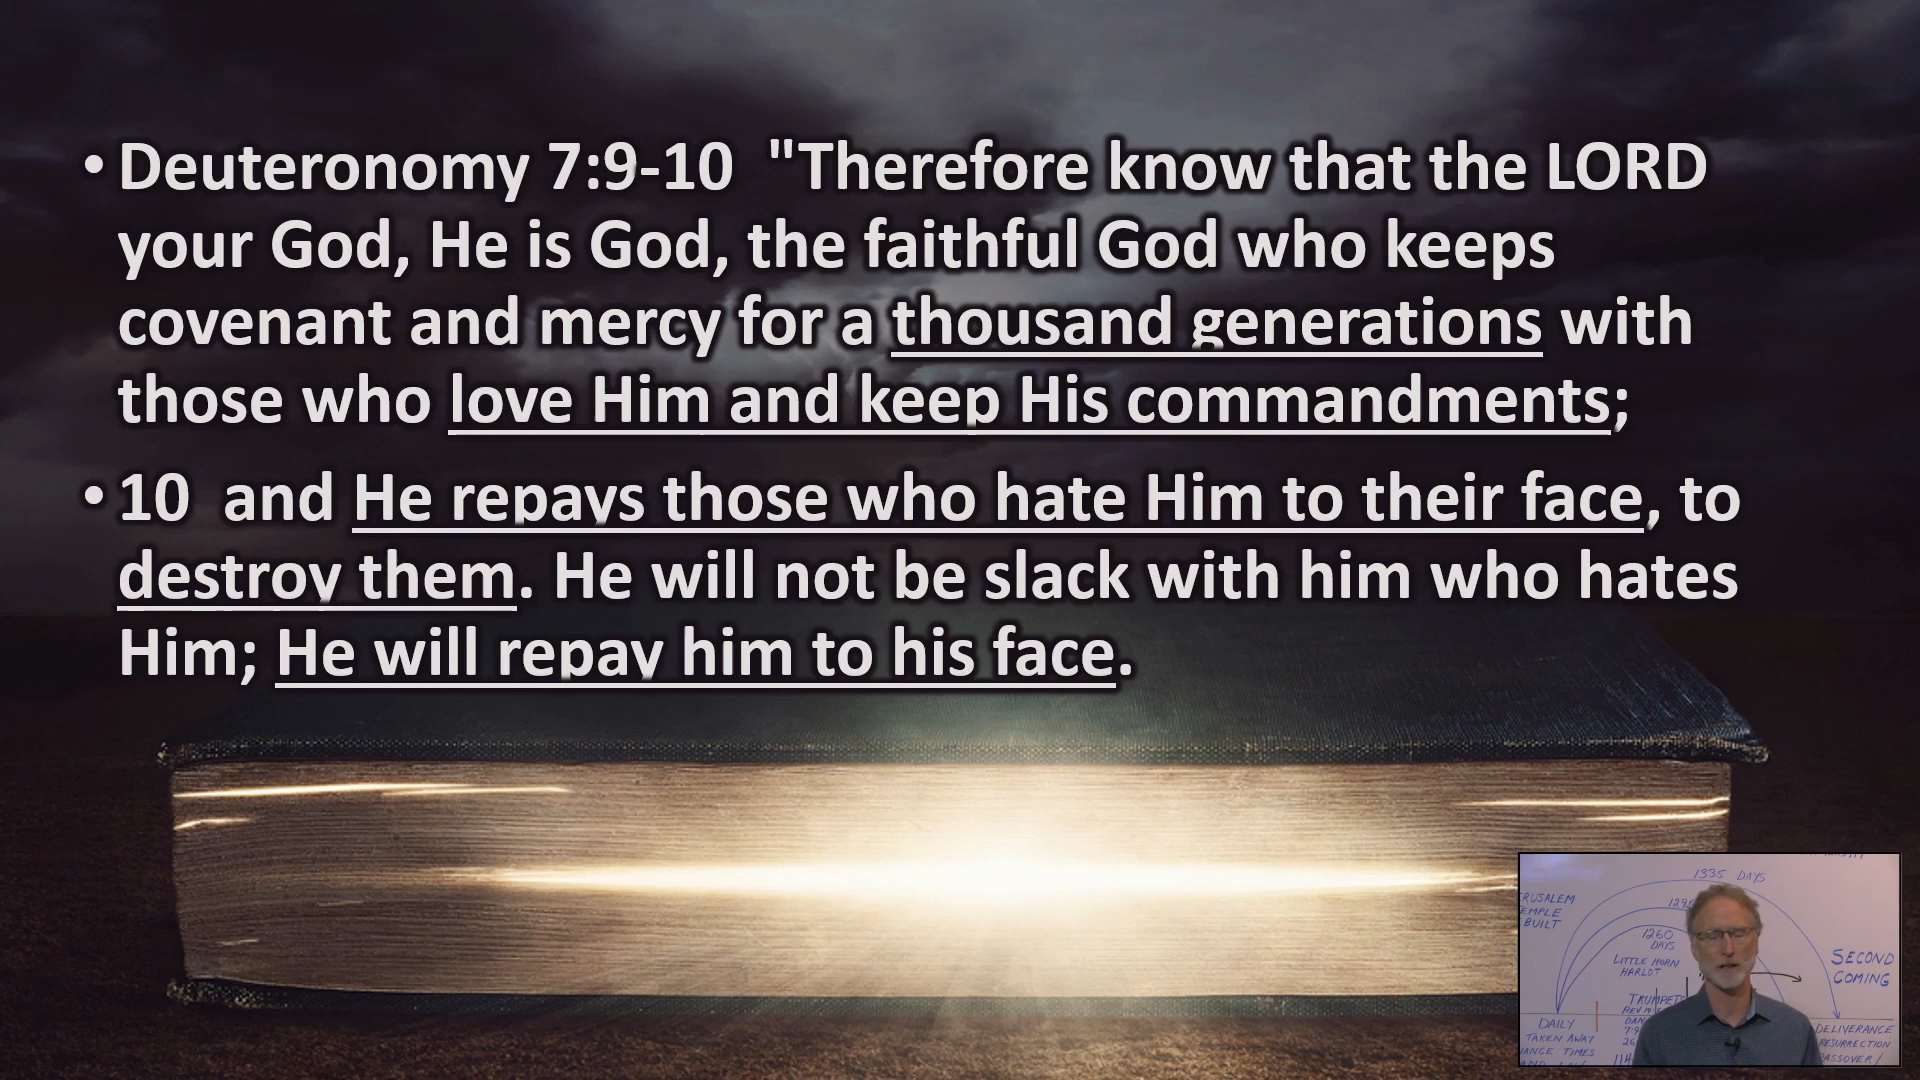 • Deuteronomy 7:9-10  "Therefore know that the LORD
your God, He is God, the faithful God who keeps
covenant and mercy for a thousand generations with
those who love Him and keep His commandments;
• 10  and He repays those who hate Him to their face, to
destroy them. He will not be slack with him who hates
Him; He will repay him to his face.
1335 DAYS
1290
1260
DAYS
BUILT
LITTLE HORN
HARLOT
SECOND
COMING
TRUMPETS
DAILY
TAKEN AWAY
TIMES
DELIVERANCE
RESURRECTION